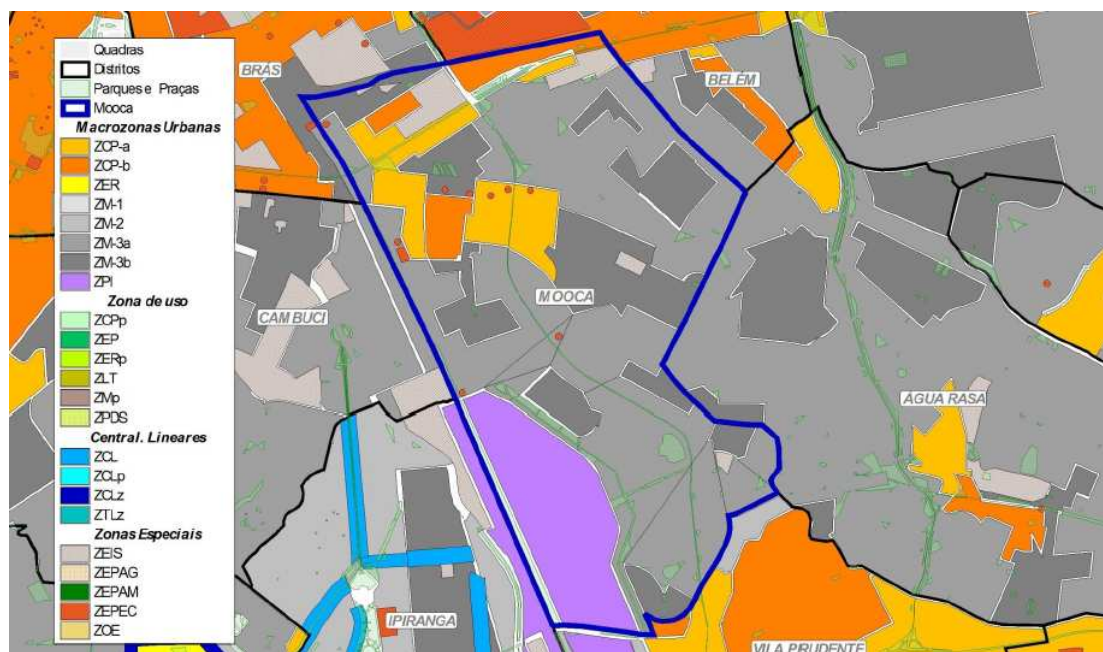 Quadras
Distritos
Parques e Praças
Mooca
Macrozonas Urbanas
ZCP-a
ZCP-b
ZER
ZM-1
ZM-2
ZM-3a
ZM-3b
ZPI
Zona de uso
ZCPp
ZEP
ZERp
ZLT
ZMp
ZPDS
Central. Lineares
ZCL
ZCLp
ZCLz
ZTLz
Zonas Especiais
ZEIS
ZEPAG
ZEPAM
ZEPEC
ZOE
BRÁS
BELÉM
MOOCA
CAMBUCI
ÁGUA RASA
IPIRANGA
VILA PRUDENTE